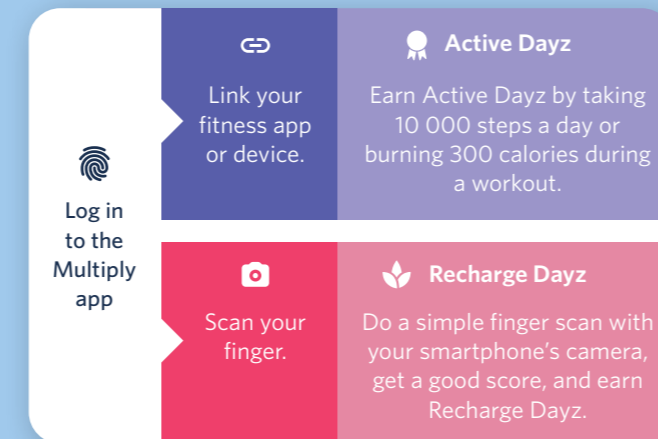 Log in
to the
Multiply
app
Link your
fitness app
or device.
Active Dayz
Earn Active Dayz by taking
10 000 steps a day or
burning 300 calories during
a workout.
Scan your
finger.
Recharge Dayz
Do a simple finger scan with
your smartphone’s camera,
get a good score, and earn
Recharge Dayz.